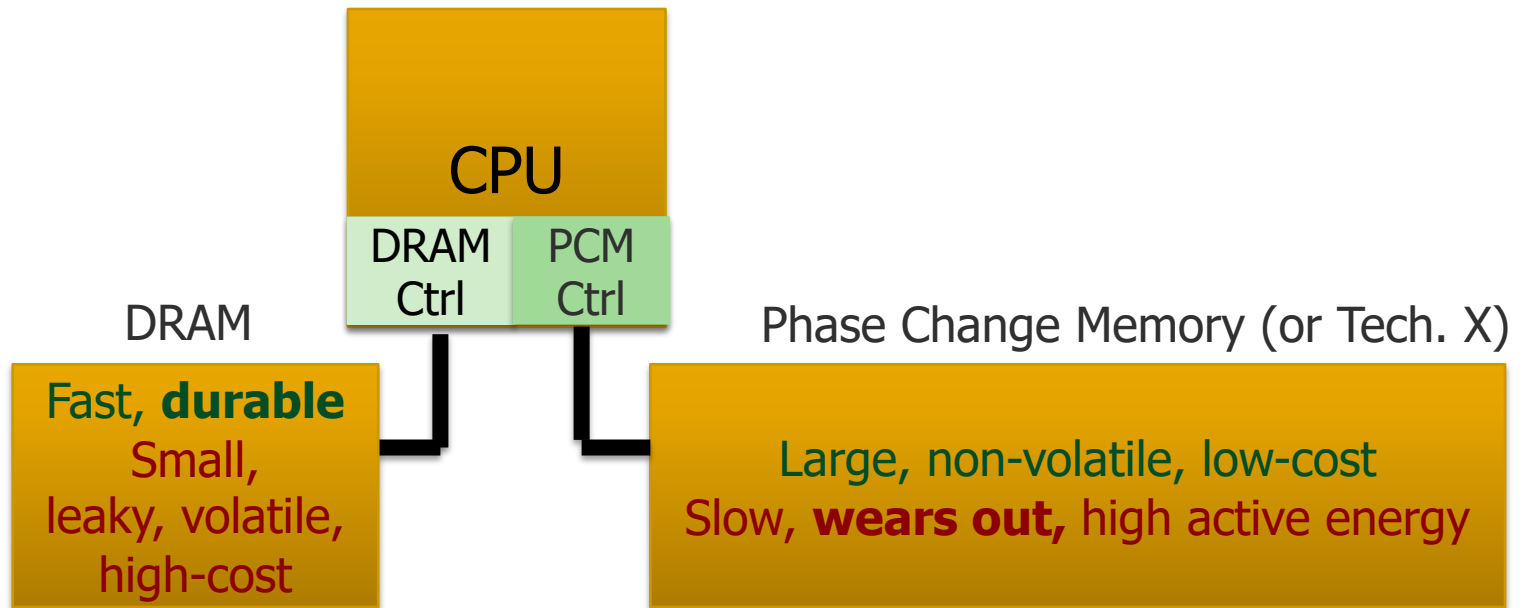 CPU
DRAM
Ctrl
PCM
Ctrl
DRAM
Phase Change Memory (or Tech. X)
Fast, durable
Small,
leaky, volatile,
high-cost
Large, non-volatile, low-cost
Slow, wears out, high active energy